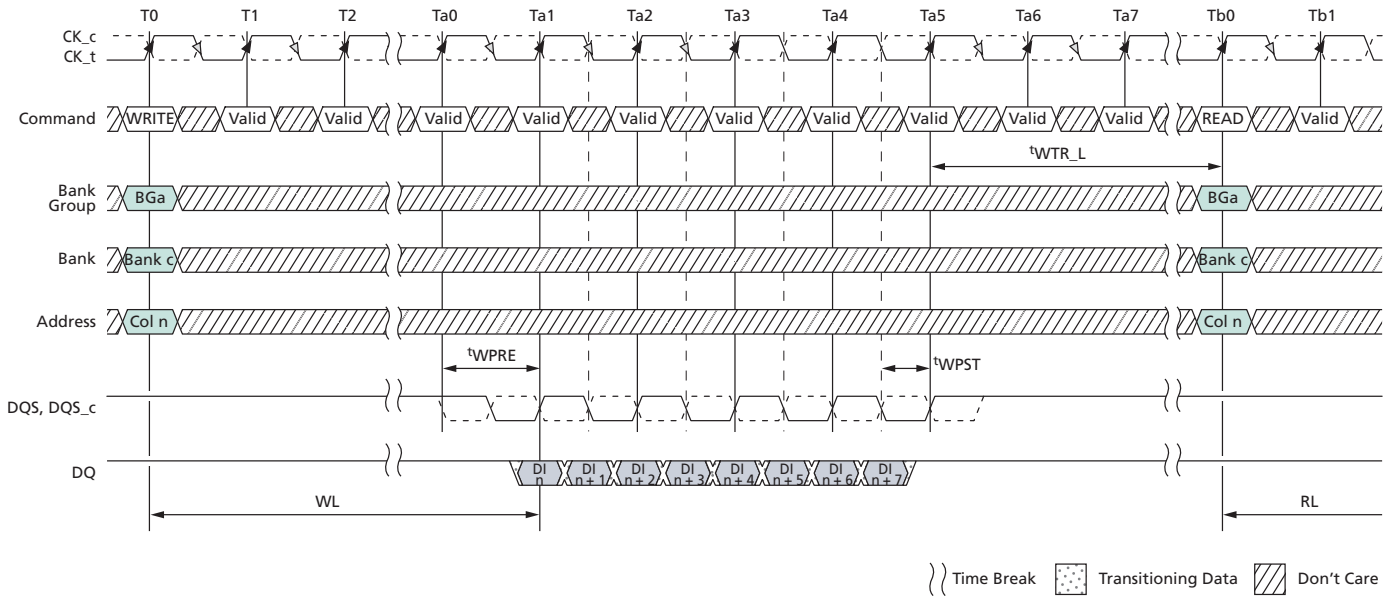 T0 T1 T2 Ta0 Ta1 Ta2 Ta3 Ta4 Ta5 Ta6 Ta7 Tb0 Tb1
CK_c
CK_t
Command WRITE Valid Valid Valid Valid Valid Valid Valid Valid Valid Valid READ Valid
tWTR_L
Bank
Group BGa BGa
Bank Bank c Bank c
Address Col n Col n
tWPRE tWPST
DQS, DQS_c
DQ
DI n DI n + 1 DI n + 2 DI n + 3 DI n + 4 DI n + 5 DI n + 6 DI n + 7
WL RL
Time Break Transitioning Data Don't Care